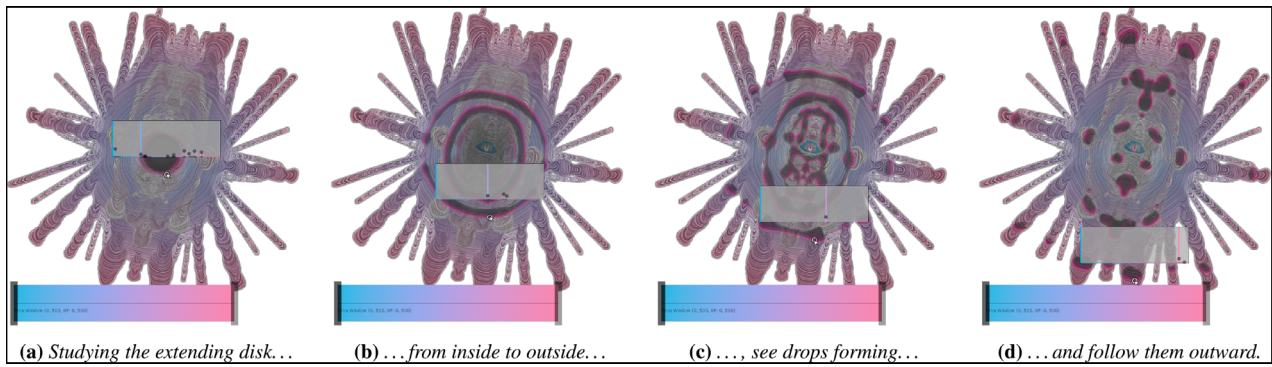 (a) Studying the extending disk...
(b) ...from inside to outside...
(c) ..., see drops forming...
(d) ...and follow them outward.